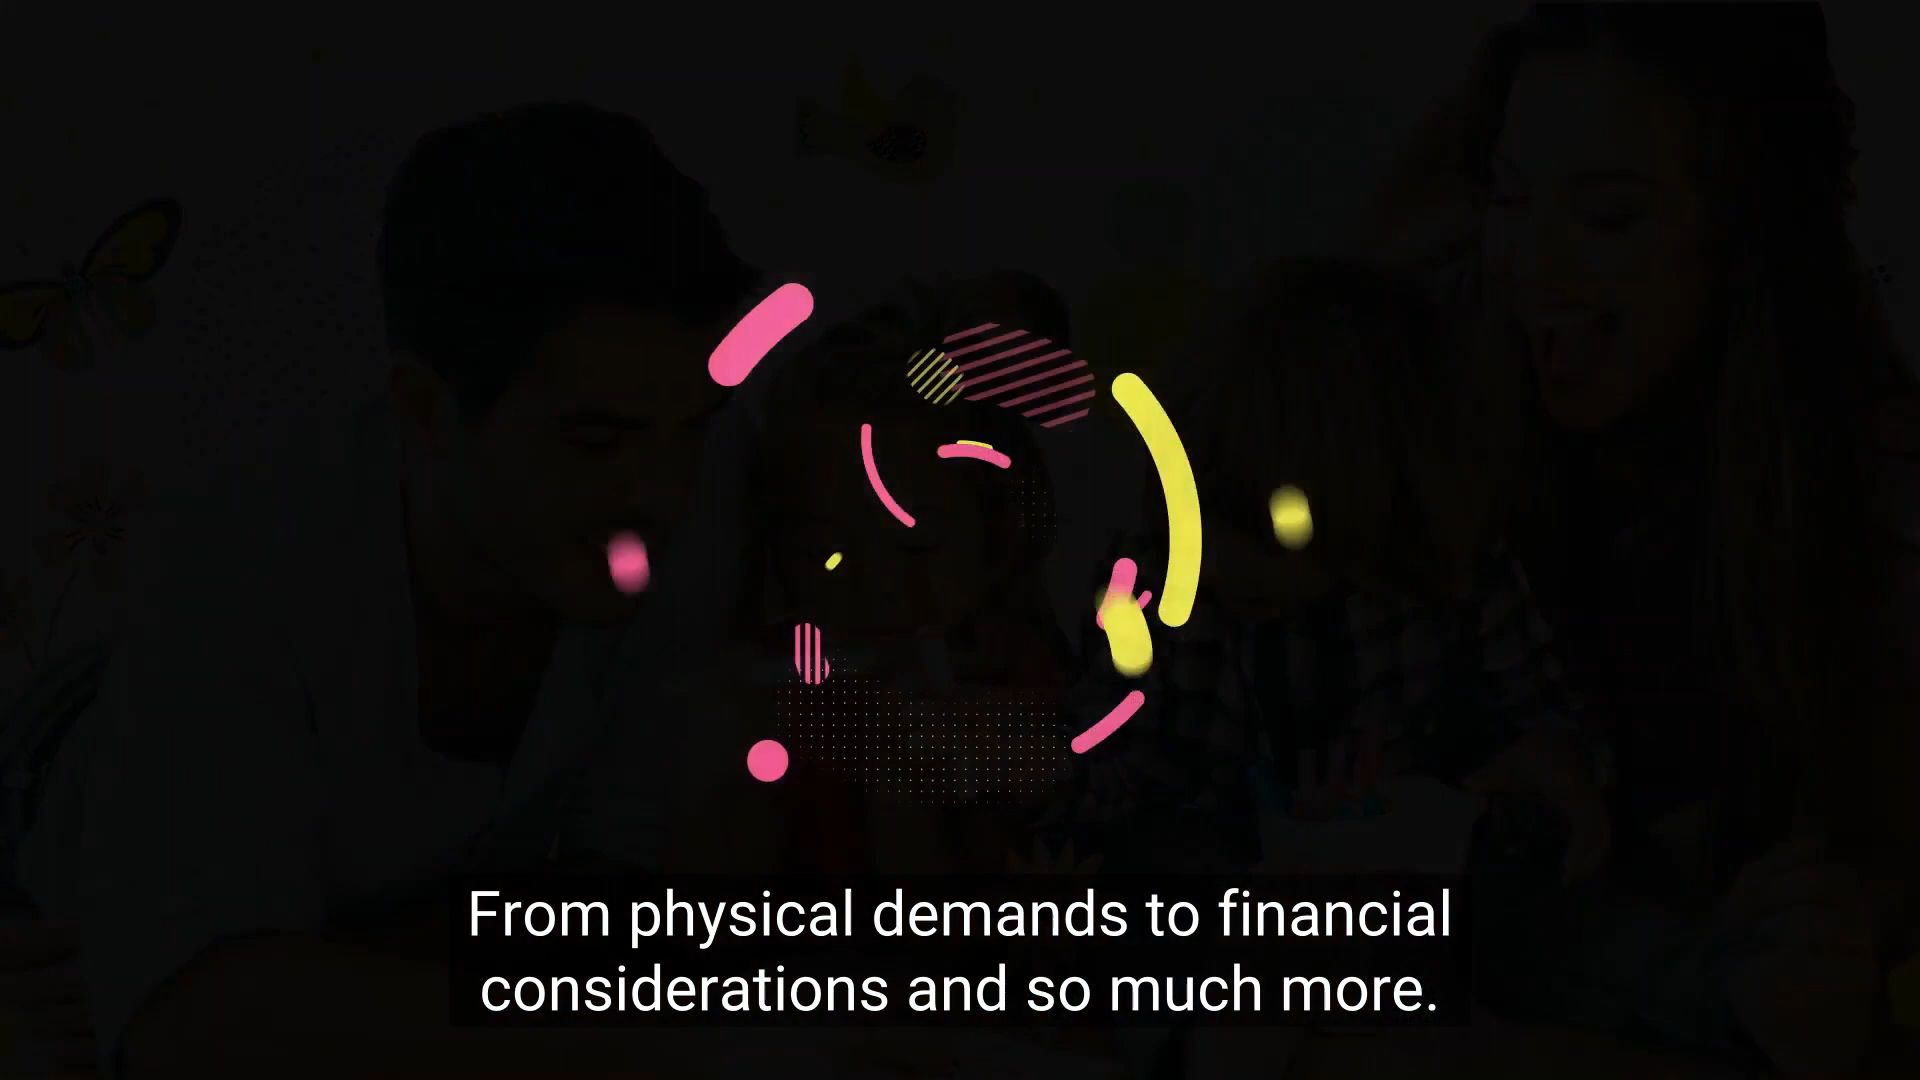 From physical demands to financial
considerations and so much more.